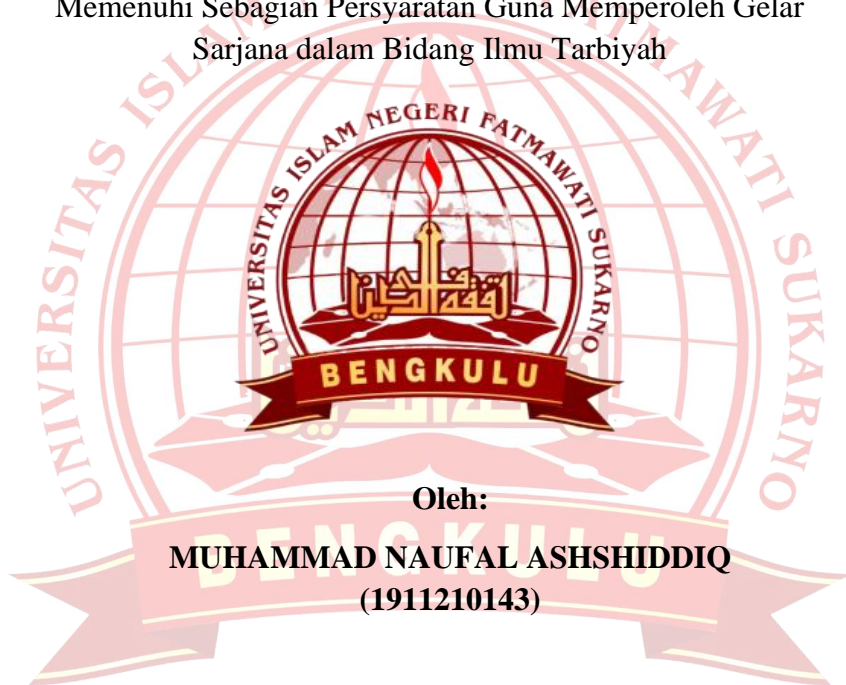 Memenuhi Sebagian Persyaratan Guna Memperoleh Gelar
Sarjana dalam Bidang Ilmu Tarbiyah
UNIVERSITAS ISLAM NEGERI FATMAWATI SUKARNO
BENGKULU
Oleh:
MUHAMMAD NAUFAL ASHSHIDDIQ
(1911210143)